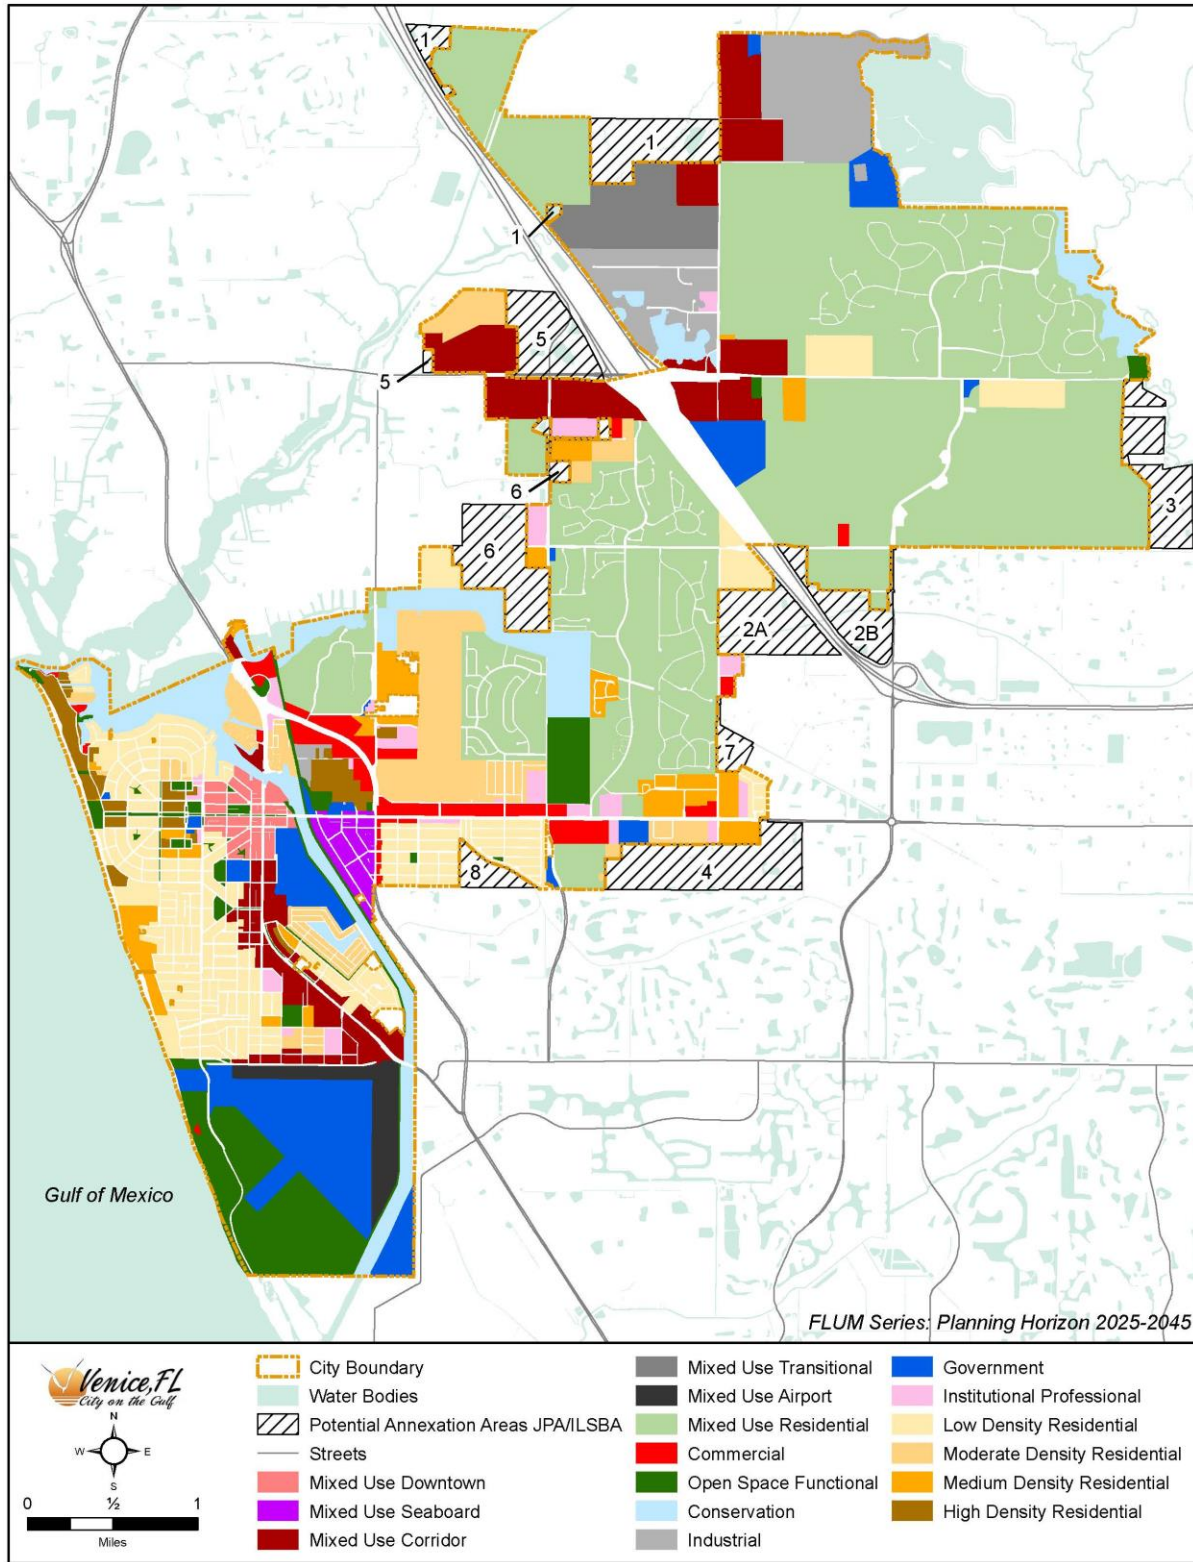 1
1
1
5
5
6
6
3
2A
2B
7
8
4
Gulf of Mexico
FLUM Series: Planning Horizon 2025-2045
Venice, FL
City on the Gulf
N
W E
S
0 ½ 1
Miles
City Boundary
Water Bodies
Potential Annexation Areas JPA/ILSBA
Streets
Mixed Use Downtown
Mixed Use Seaboard
Mixed Use Corridor
Mixed Use Transitional
Mixed Use Airport
Mixed Use Residential
Commercial
Open Space Functional
Conservation
Industrial
Government
Institutional Professional
Low Density Residential
Moderate Density Residential
Medium Density Residential
High Density Residential